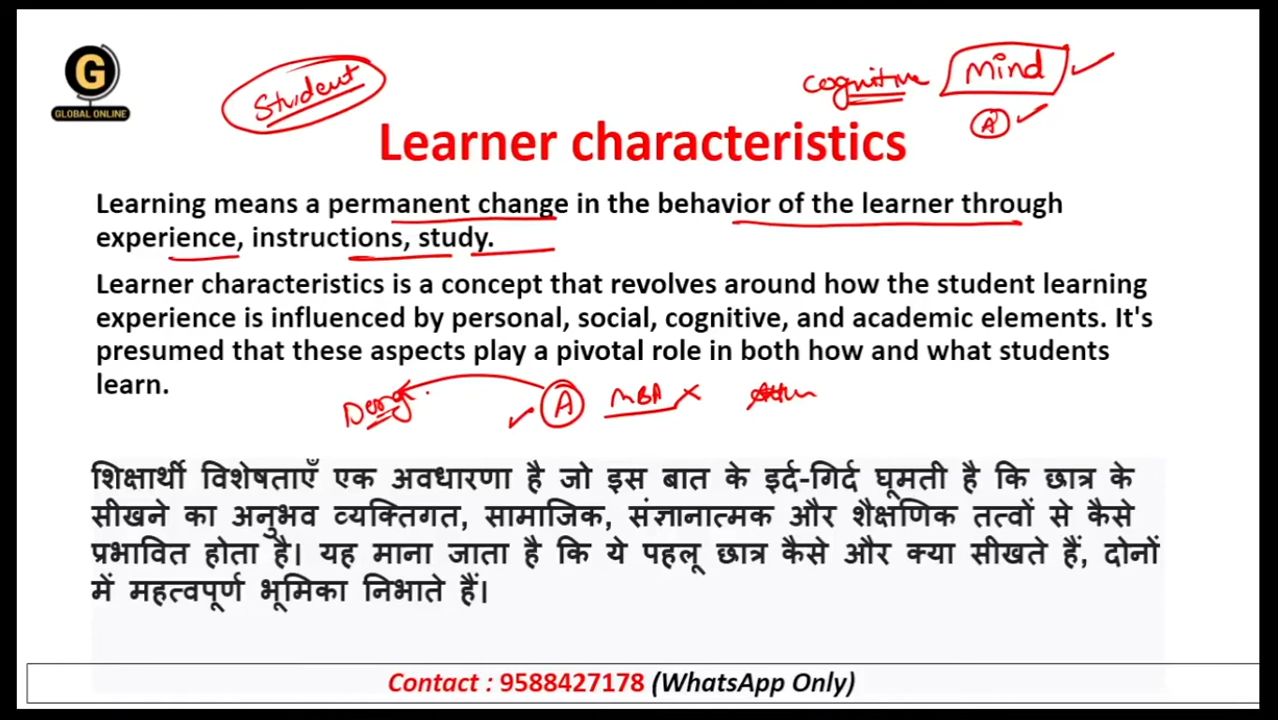 G
GLOBAL ONLINE
Student
cognitive Mind
A
Learner characteristics
Learning means a permanent change in the behavior of the learner through
experience, instructions, study.
Learner characteristics is a concept that revolves around how the student learning
experience is influenced by personal, social, cognitive, and academic elements. It's
presumed that these aspects play a pivotal role in both how and what students
learn.
A MBA
शिक्षार्थी विशेषताएँ एक अवधारणा है जो इस बात के इर्द-गिर्द घूमती है कि छात्र के
सीखने का अनुभव व्यक्तिगत, सामाजिक, संज्ञानात्मक और शैक्षणिक तत्वों से कैसे
प्रभावित होता है। यह माना जाता है कि ये पहलू छात्र कैसे और क्या सीखते हैं, दोनों
में महत्वपूर्ण भूमिका निभाते हैं।
Contact : 9588427178 (WhatsApp Only)